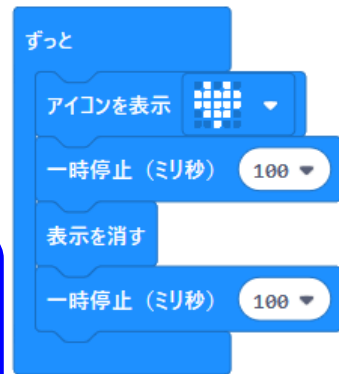 ずっと
アイコンを表示
一時停止（ミリ秒） 100
表示を消す
一時停止（ミリ秒） 100